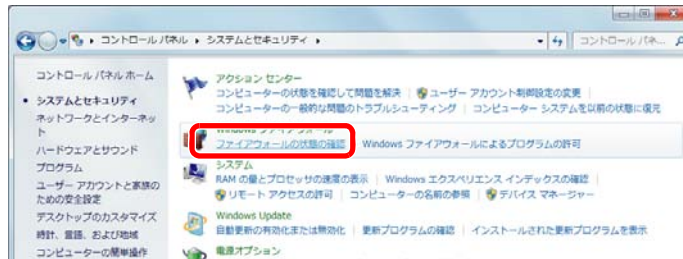 コントロール パネル ▸ システムとセキュリティ ▸
コントロール パネ...
コントロール パネル ホーム
システムとセキュリティ
ネットワークとインターネッ
ト
ハードウェアとサウンド
プログラム
ユーザー アカウントと家族の
ための安全設定
デスクトップのカスタマイズ
時計、言語、および地域
コンピューターの簡単操作
アクション センター
コンピューターの状態を確認して問題を解決 ユーザー アカウント制御設定の変更
コンピューターの一般的な問題のトラブルシューティング コンピューター システムを以前の状態に復元
Windows ファイアウォール
ファイアウォールの状態の確認 Windows ファイアウォールによるプログラムの許可
システム
RAM の量とプロセッサの速度の表示 Windows エクスペリエンス インデックスの確認
リモート アクセスの許可 コンピューターの名前の参照 デバイス マネージャー
Windows Update
自動更新の有効化または無効化 更新プログラムの確認 インストールされた更新プログラムを表示
電源オプション